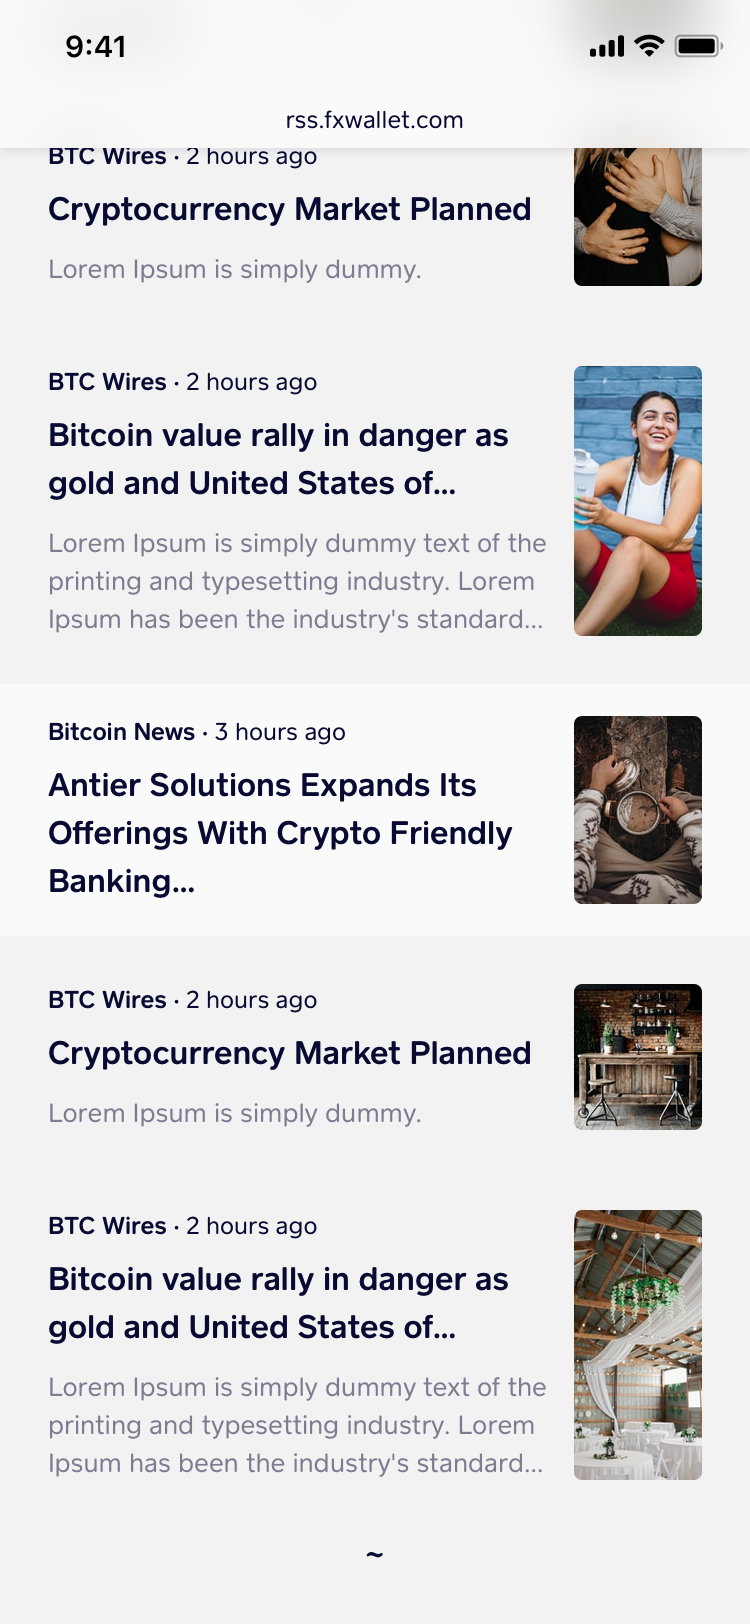 9:41
rss.fxwallet.com
BTC Wires · 2 hours ago
Cryptocurrency Market Planned
Lorem Ipsum is simply dummy.
BTC Wires · 2 hours ago
Bitcoin value rally in danger as
gold and United States of...
Lorem Ipsum is simply dummy text of the
printing and typesetting industry. Lorem
Ipsum has been the industry's standard...
Bitcoin News · 3 hours ago
Antier Solutions Expands Its
Offerings With Crypto Friendly
Banking...
BTC Wires · 2 hours ago
Cryptocurrency Market Planned
Lorem Ipsum is simply dummy.
BTC Wires · 2 hours ago
Bitcoin value rally in danger as
gold and United States of...
Lorem Ipsum is simply dummy text of the
printing and typesetting industry. Lorem
Ipsum has been the industry's standard...
~